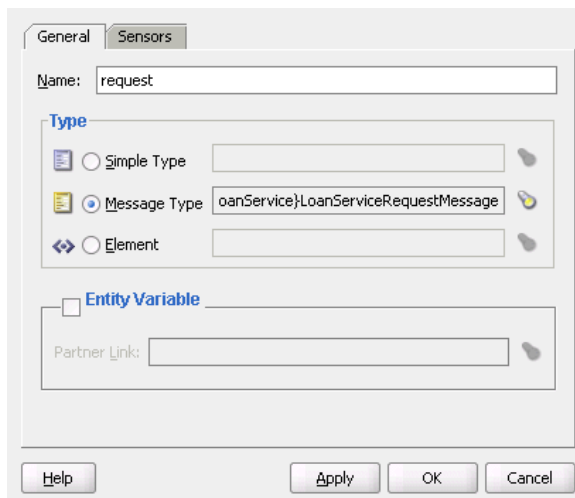 General Sensors
Name: request
Type
Simple Type
Message Type oanService}LoanServiceRequestMessage
Element
Entity Variable
Partner Link:
Help Apply OK Cancel